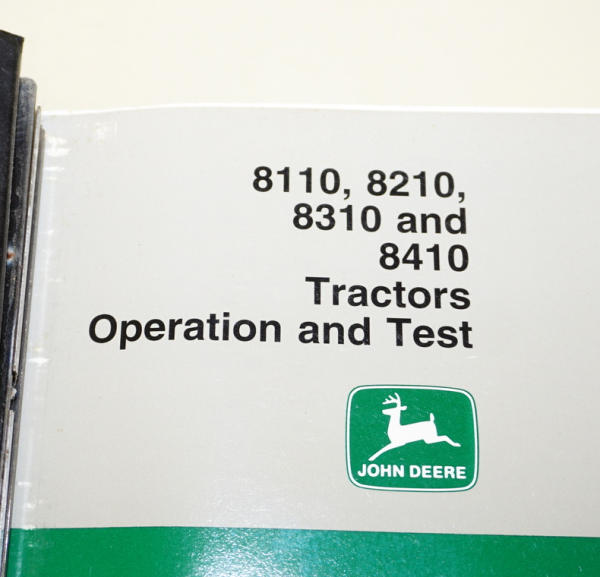 8110, 8210,
8310 and
8410
Tractors
Operation and Test
JOHN DEERE